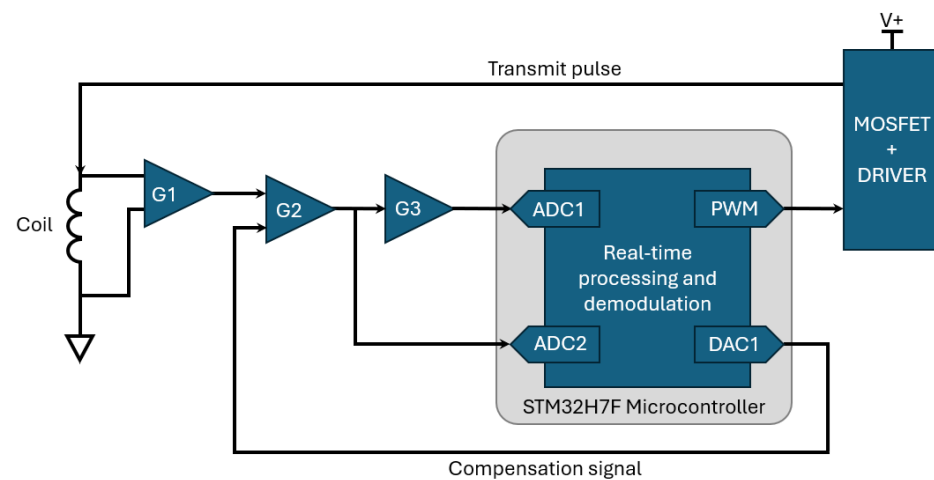 V+
Transmit pulse
MOSFET
+
DRIVER
G1
G2
G3
ADC1
PWM
Coil
Real-time
processing and
demodulation
ADC2
DAC1
STM32H7F Microcontroller
Compensation signal